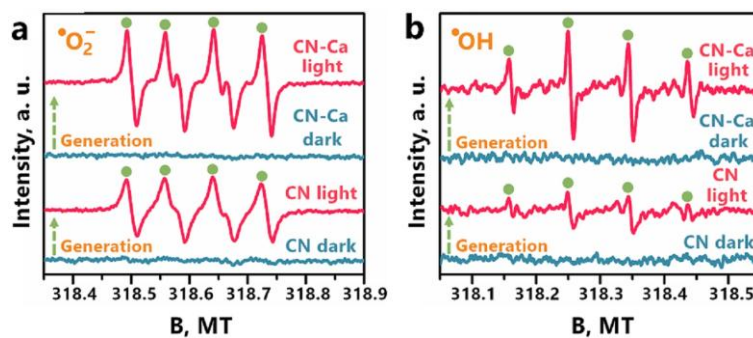 a
•O₂⁻
CN-Ca
light
CN-Ca
dark
Generation
CN light
CN dark
Generation
Intensity, a. u.
318.4 318.5 318.6 318.7 318.8 318.9
B, MT
b
•OH
CN-Ca
light
CN-Ca
dark
Generation
CN
light
CN dark
Generation
Intensity, a. u.
318.1 318.2 318.3 318.4 318.5
B, MT